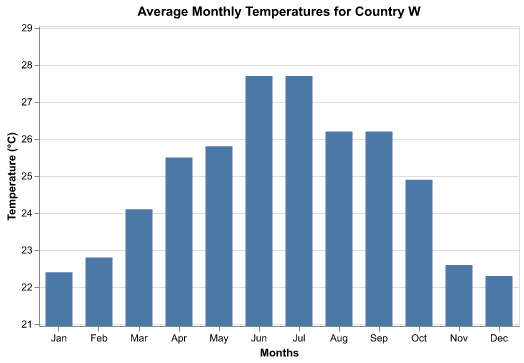 Average Monthly Temperatures for Country W
Temperature (°C)
29
28
27
26
25
24
23
22
21
Jan Feb Mar Apr May Jun Jul Aug Sep Oct Nov Dec
Months